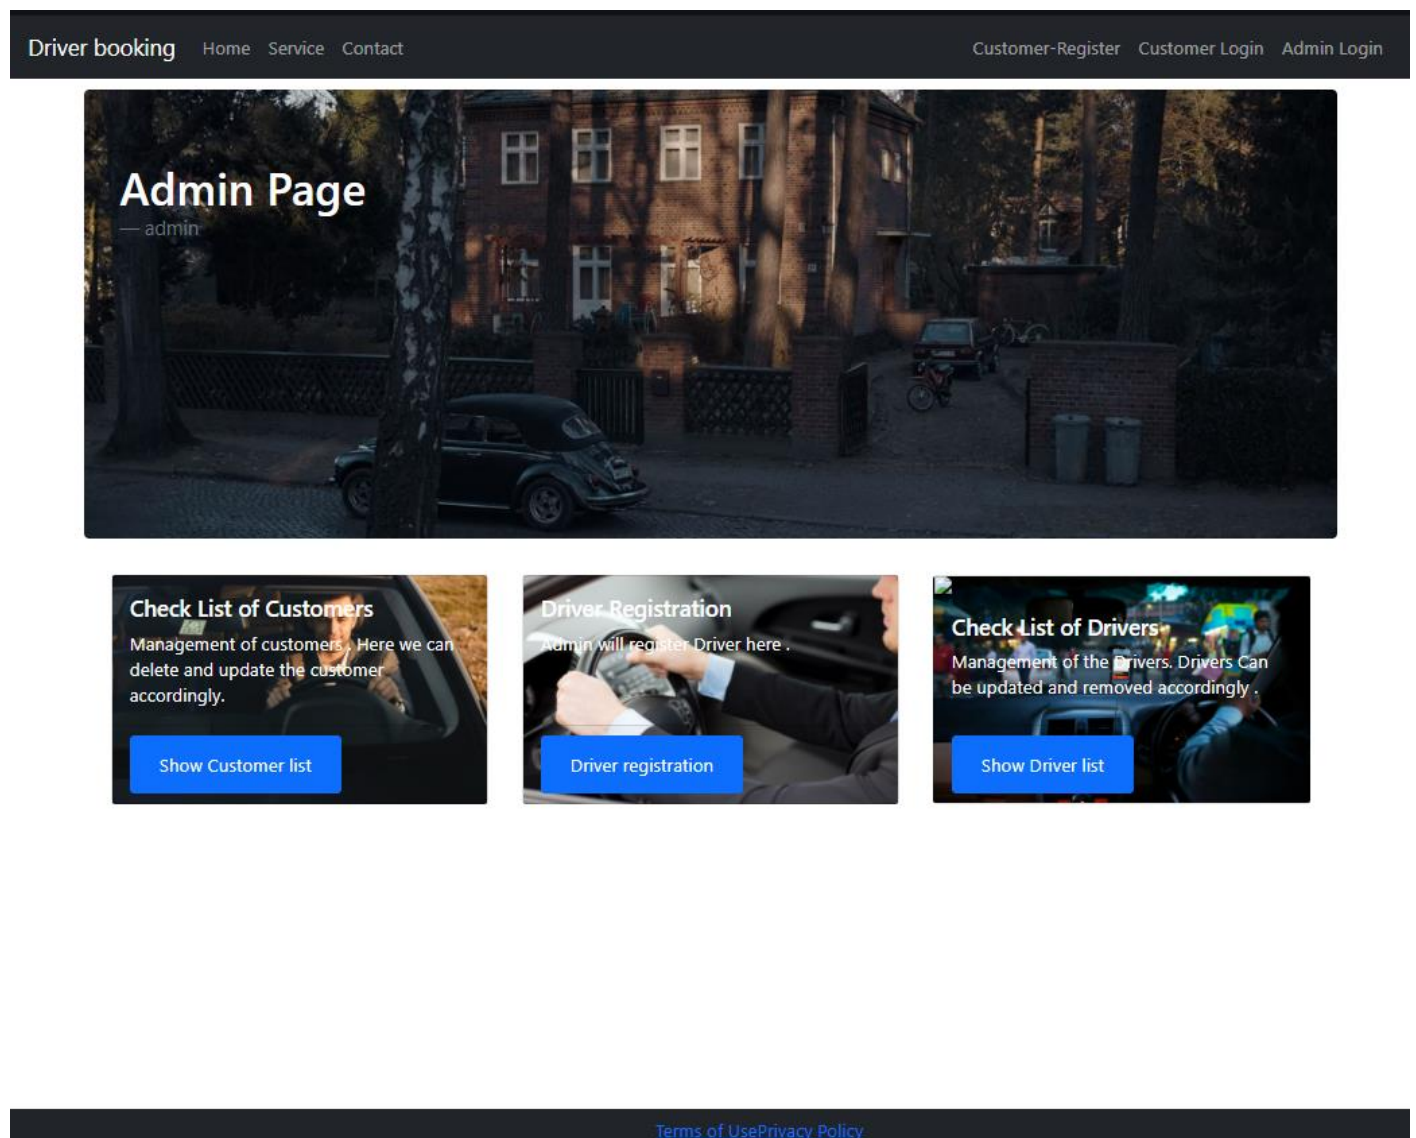 Driver booking Home Service Contact Customer-Register Customer Login Admin Login
Admin Page
— admin
Check List of Customers
Management of customers . Here we can
delete and update the customer
accordingly.
Show Customer list
Driver Registration
Admin will register Driver here .
Driver registration
Check List of Drivers
Management of the Drivers. Drivers Can
be updated and removed accordingly .
Show Driver list
Terms of UsePrivacy Policy